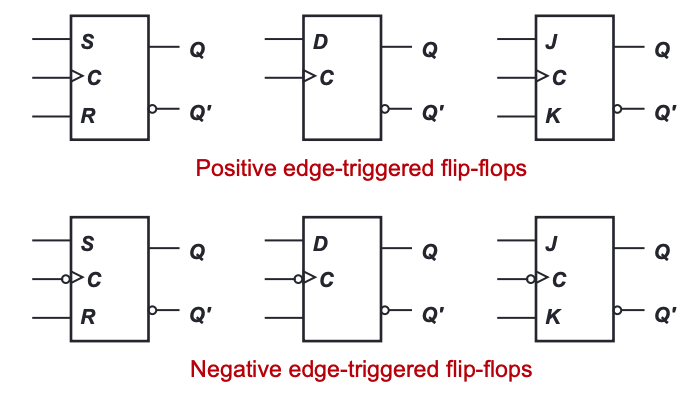 S Q D Q J Q
C C C
R Q' Q' K Q'
Positive edge-triggered flip-flops
S Q D Q J Q
C C C
R Q' Q' K Q'
Negative edge-triggered flip-flops